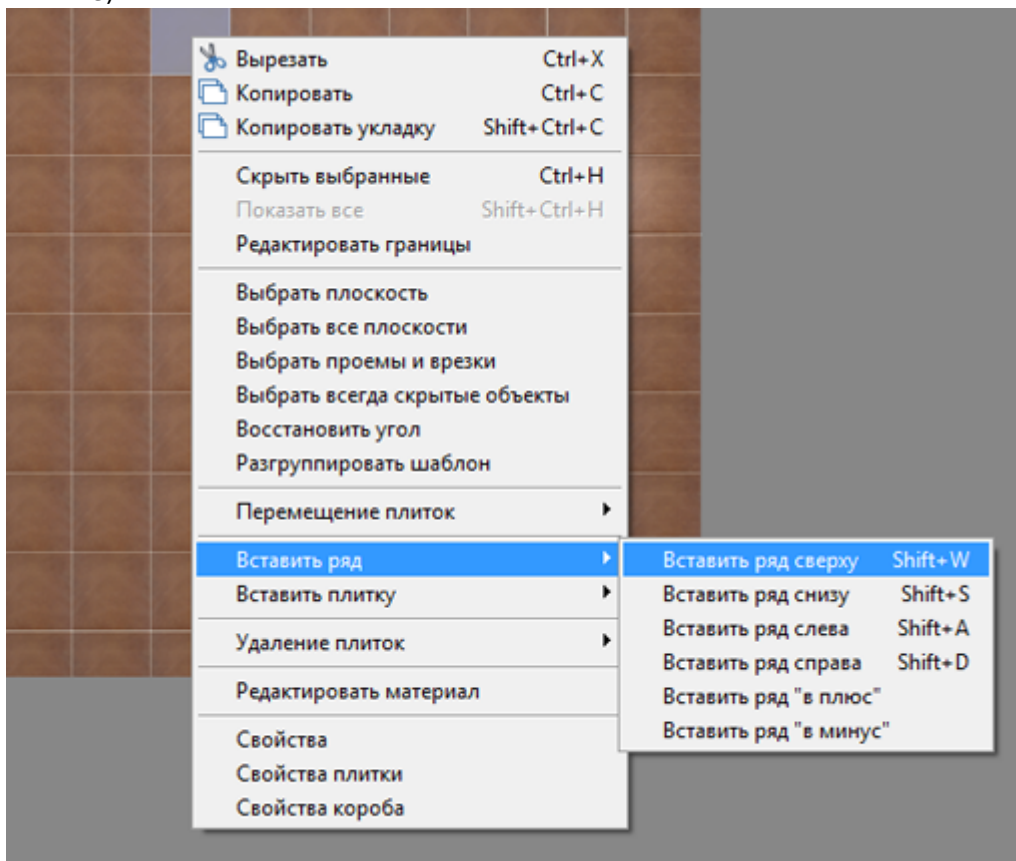 Вырезать Ctrl+X
Копировать Ctrl+C
Копировать укладку Shift+Ctrl+C
Скрыть выбранные Ctrl+H
Показать все Shift+Ctrl+H
Редактировать границы
Выбрать плоскость
Выбрать все плоскости
Выбрать проемы и врезки
Выбрать всегда скрытые объекты
Восстановить угол
Разгруппировать шаблон
Перемещение плиток
Вставить ряд
Вставить плитку
Удаление плиток
Редактировать материал
Свойства
Свойства плитки
Свойства короба
Вставить ряд сверху Shift+W
Вставить ряд снизу Shift+S
Вставить ряд слева Shift+A
Вставить ряд справа Shift+D
Вставить ряд "в плюс"
Вставить ряд "в минус"